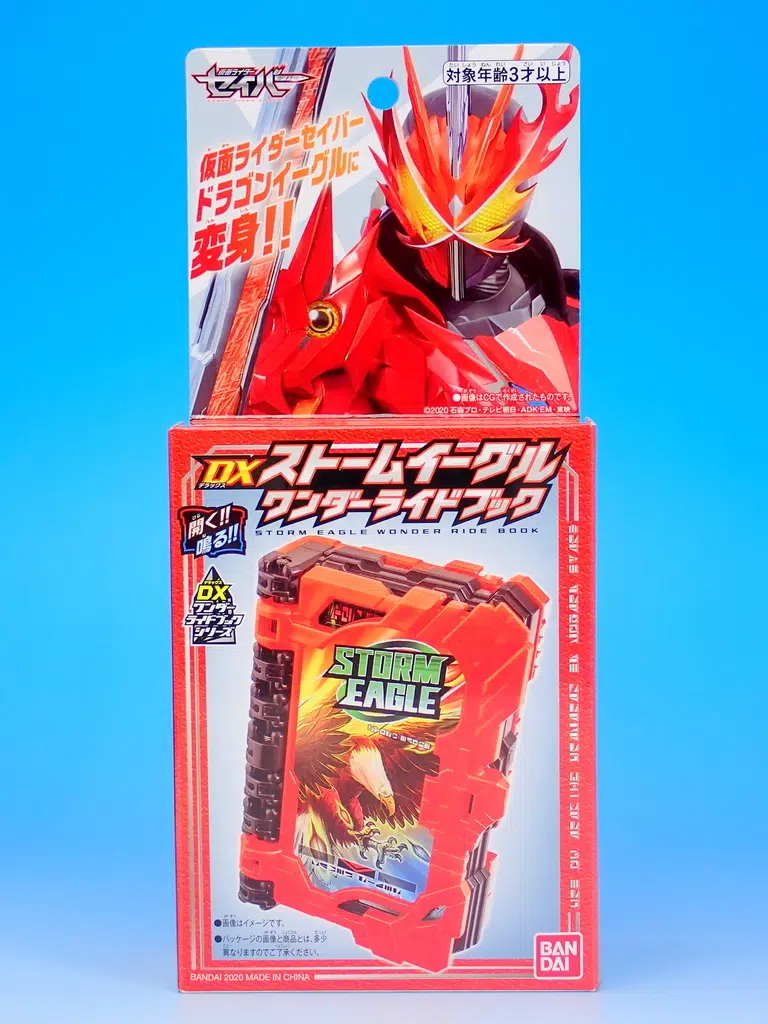 仮面ライダー
セイバー
対象年齢3才以上
仮面ライダーセイバー
ドラゴンイーグルに
変身!!
●画像はCGで作成されたものです。
©2020 石森プロ・テレビ朝日・ADK EM・東映
DX ストームイーグル
デラックス
ワンダーライドブック
STORM EAGLE WONDER RIDE BOOK
開く!!
鳴る!!
デラックス
DX
ワンダー
ライドブック
シリーズ
STORM
EAGLE
●画像はイメージです。
●パッケージの画像と商品とは、多少
異なりますのでご了承ください。
BANDAI 2020 MADE IN CHINA
BAN
DAI